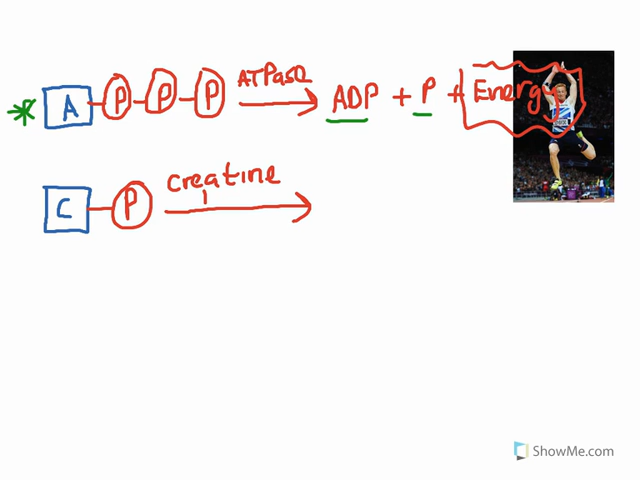 A-P-P-P ATPase ADP + P + Energy
C-P creatine
ShowMe.com